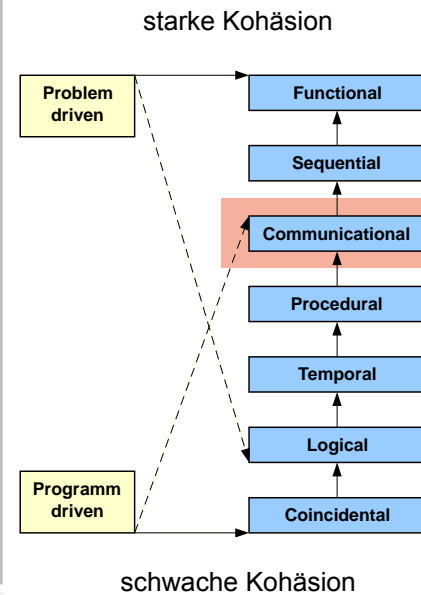 starke Kohäsion
Problem
driven
Functional
Sequential
Communicational
Procedural
Temporal
Logical
Programm
driven
Coincidental
schwache Kohäsion